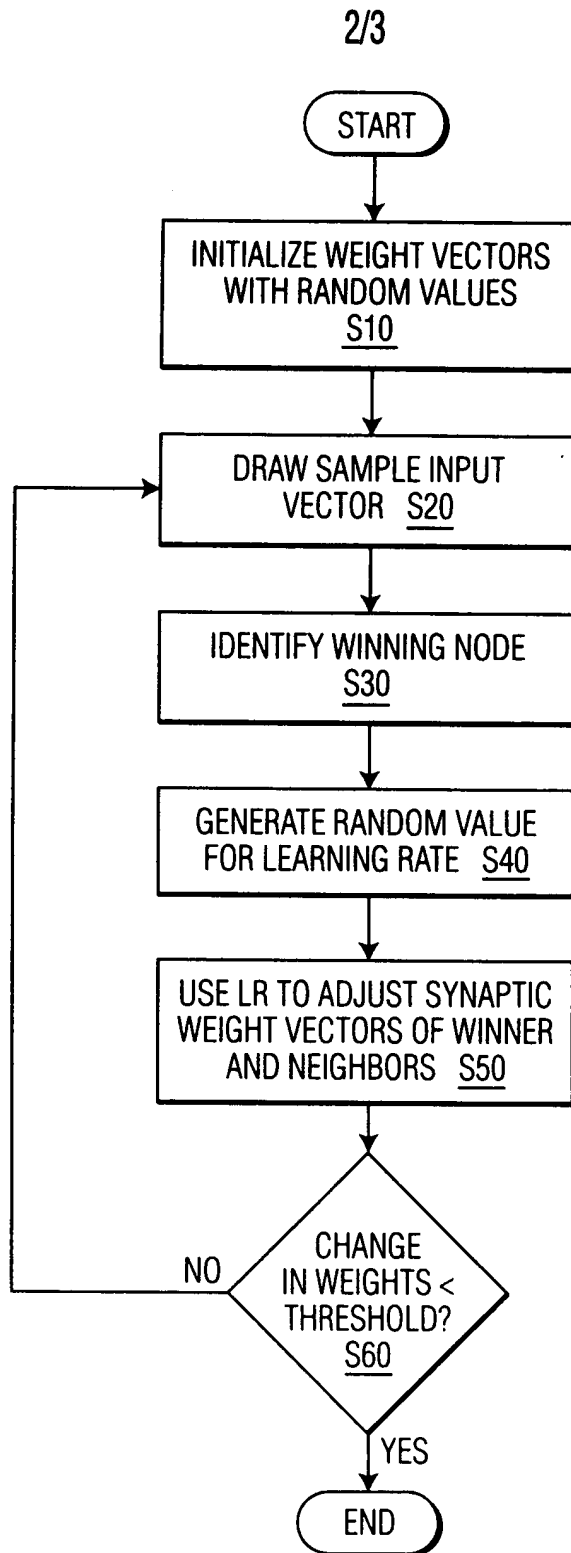 2/3
START
INITIALIZE WEIGHT VECTORS
WITH RANDOM VALUES
S10
DRAW SAMPLE INPUT
VECTOR S20
IDENTIFY WINNING NODE
S30
GENERATE RANDOM VALUE
FOR LEARNING RATE S40
USE LR TO ADJUST SYNAPTIC
WEIGHT VECTORS OF WINNER
AND NEIGHBORS S50
CHANGE
IN WEIGHTS <
THRESHOLD?
S60
NO
YES
END